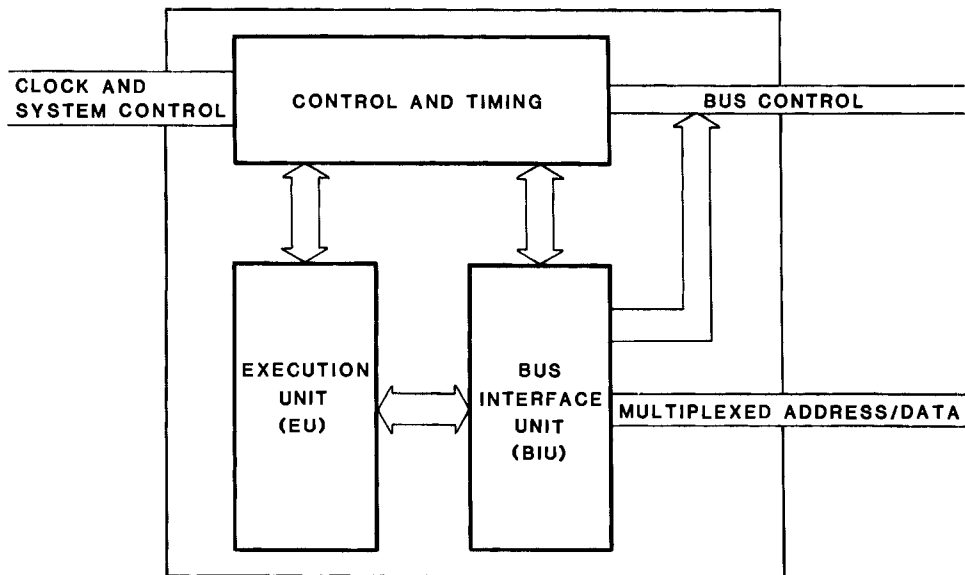 CLOCK AND
SYSTEM CONTROL
CONTROL AND TIMING
BUS CONTROL
EXECUTION
UNIT
(EU)
BUS
INTERFACE
UNIT
(BIU)
MULTIPLEXED ADDRESS/DATA